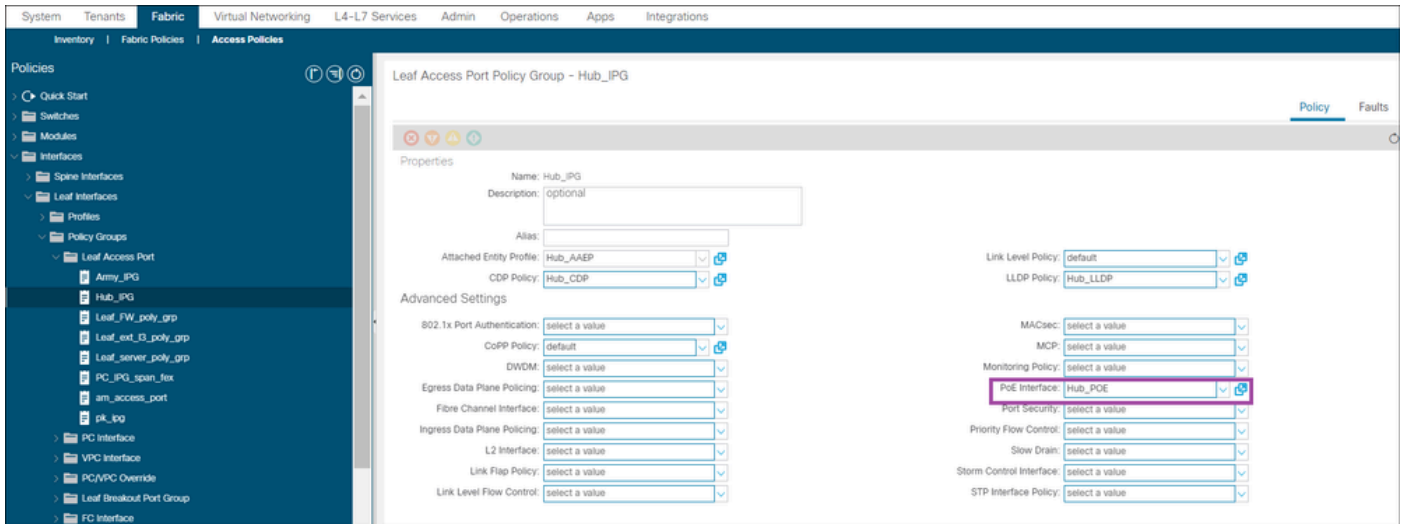 System Tenants Fabric Virtual Networking L4-L7 Services Admin Operations Apps Integrations
Inventory | Fabric Policies | Access Policies
Policies
Quick Start
Switches
Modules
Interfaces
Spine Interfaces
Leaf Interfaces
Profiles
Policy Groups
Leaf Access Port
Army_IPG
Hub_IPG
Leaf_FW_poly_grp
Leaf_ext_l3_poly_grp
Leaf_server_poly_grp
PC_IPG_span_fex
am_access_port
pk_ipg
PC Interface
VPC Interface
PC/VPC Override
Leaf Breakout Port Group
FC Interface
Leaf Access Port Policy Group - Hub_IPG
Policy Faults
Properties
Name: Hub_IPG
Description: optional
Alias:
Attached Entity Profile: Hub_AAEP Link Level Policy: default
CDP Policy: Hub_CDP LLDP Policy: Hub_LLDP
Advanced Settings
802.1x Port Authentication: select a value MACsec: select a value
CoPP Policy: default MCP: select a value
DWDM: select a value Monitoring Policy: select a value
Egress Data Plane Policing: select a value PoE Interface: Hub_POE
Fibre Channel Interface: select a value Port Security: select a value
Ingress Data Plane Policing: select a value Priority Flow Control: select a value
L2 Interface: select a value Slow Drain: select a value
Link Flap Policy: select a value Storm Control Interface: select a value
Link Level Flow Control: select a value STP Interface Policy: select a value